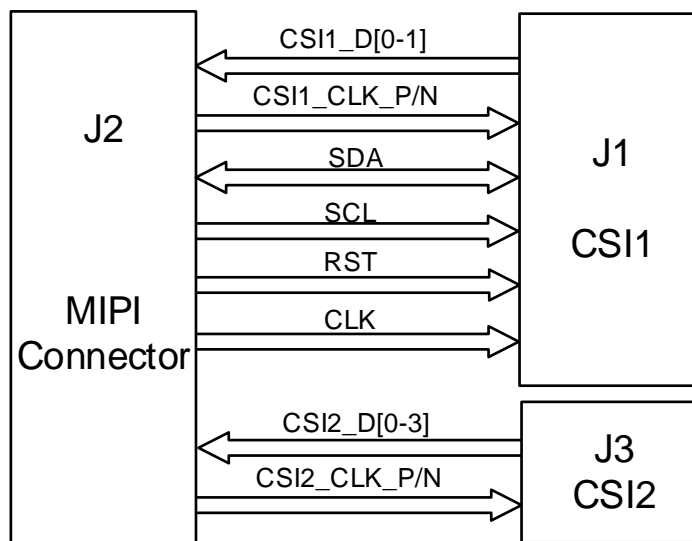 J2
MIPI
Connector
CSI1_D[0-1]
CSI1_CLK_P/N
SDA
SCL
RST
CLK
CSI2_D[0-3]
CSI2_CLK_P/N
J1
CSI1
J3
CSI2